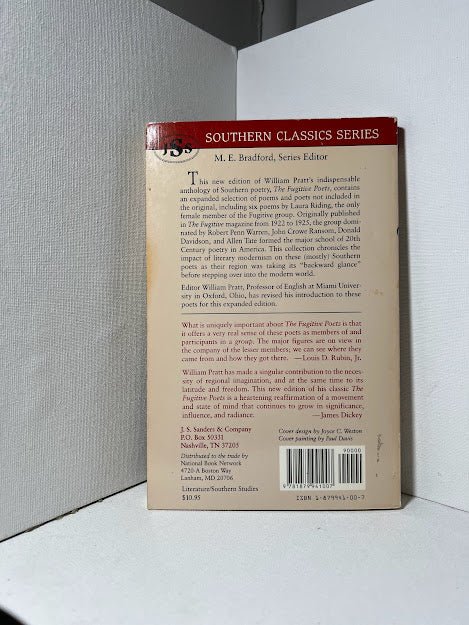 JSS
SOUTHERN CLASSICS SERIES
M. E. Bradford, Series Editor
This new edition of William Pratt's indispensable
anthology of Southern poetry, The Fugitive Poets, contains
an expanded selection of poems and poets not included in
the original, including six poems by Laura Riding, the only
female member of the Fugitive group. Originally published
in The Fugitive magazine from 1922 to 1925, the group dom-
nated by Robert Penn Warren, John Crowe Ransom, Donald
Davidson, and Allen Tate formed the major school of 20th
Century poetry in America. This collection chronicles the
impact of literary modernism on these (mostly) Southern
poets as their region was taking its "backward glance"
before stepping over into the modern world.
Editor William Pratt, Professor of English at Miami Univer-
sity in Oxford, Ohio, has revised his introduction to these
poets for this expanded edition.
What is uniquely important about The Fugitive Poets is that
it offers a very real sense of these poets as members of and
participants in a group. The major figures are on view in
the company of the lesser members; we can see where they
came from and how they got there. —Louis D. Rubin, Jr.
William Pratt has made a singular contribution to the neces-
sity of regional imagination, and at the same time to its
latitude and freedom. This new edition of his classic The
Fugitive Poets is a heartening reaffirmation of a movement
and state of mind that continues to grow in significance,
influence, and radiance. —James Dickey
J. S. Sanders & Company
P.O. Box 50331
Nashville, TN 37205
Distributed to the trade by
National Book Network
4720-A Boston Way
Lanham, MD 20706
Literature/Southern Studies
$10.95
Cover design by Joyce C. Weston
Cover painting by Paul Davis
90000
9 781879 941007
ISBN 1-879941-00-7